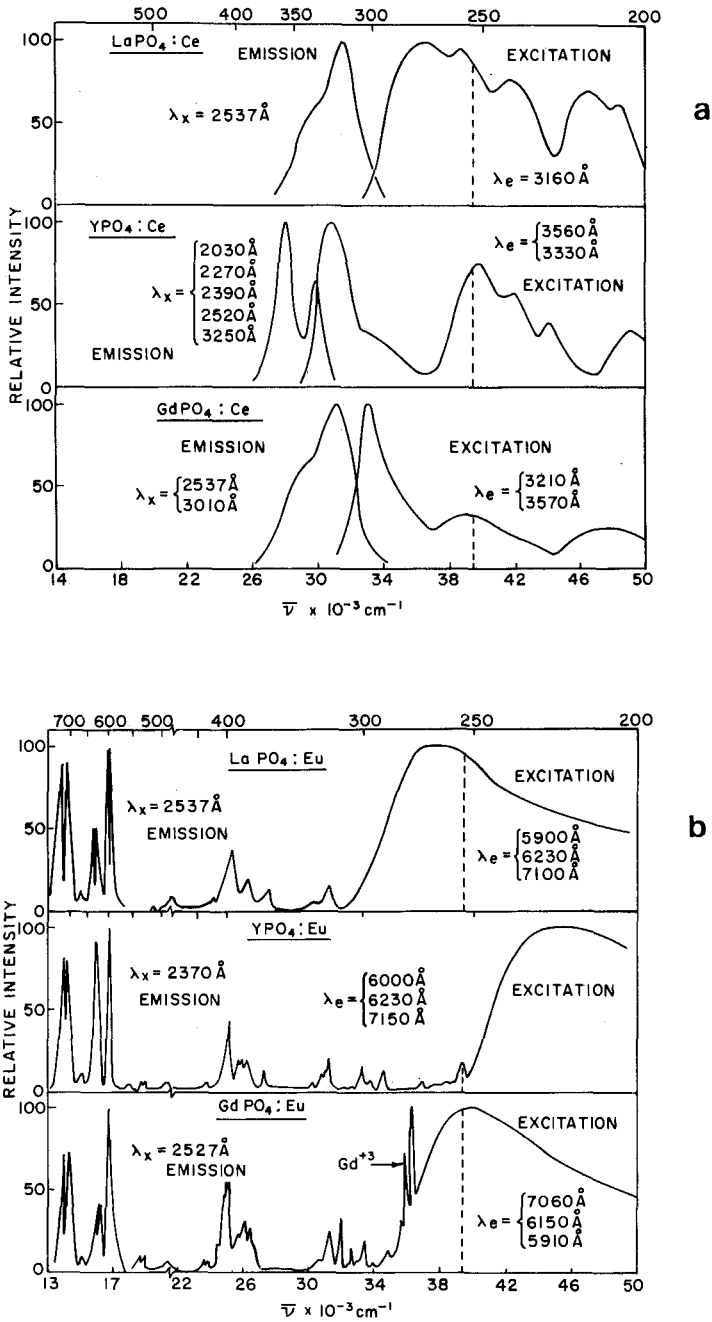 500 400 350 300 250 200
a
LaPO₄ : Ce
EMISSION
EXCITATION
λx = 2537Å
λe = 3160Å
100
50
0
YPO₄ : Ce
λx = { 2030Å
2270Å
2390Å
2520Å
3250Å
λe = { 3560Å
3330Å
EXCITATION
EMISSION
100
50
0
GdPO₄ : Ce
EMISSION
EXCITATION
λx = { 2537Å
3010Å
λe = { 3210Å
3570Å
100
50
0
RELATIVE INTENSITY
14 18 22 26 30 34 38 42 46 50
ν̅ x 10⁻³ cm⁻¹
700 600 500 400 300 250 200
b
La PO₄ : Eu
EXCITATION
λx = 2537Å
EMISSION
λe = { 5900Å
6230Å
7100Å
100
50
0
YPO₄ : Eu
λx = 2370Å
EMISSION
λe = { 6000Å
6230Å
7150Å
EXCITATION
100
50
0
Gd PO₄ : Eu
EXCITATION
λx = 2527Å
EMISSION
Gd⁺³
λe = { 7060Å
6150Å
5910Å
100
50
0
RELATIVE INTENSITY
13 17 22 26 30 34 38 42 46 50
ν̅ x 10⁻³ cm⁻¹